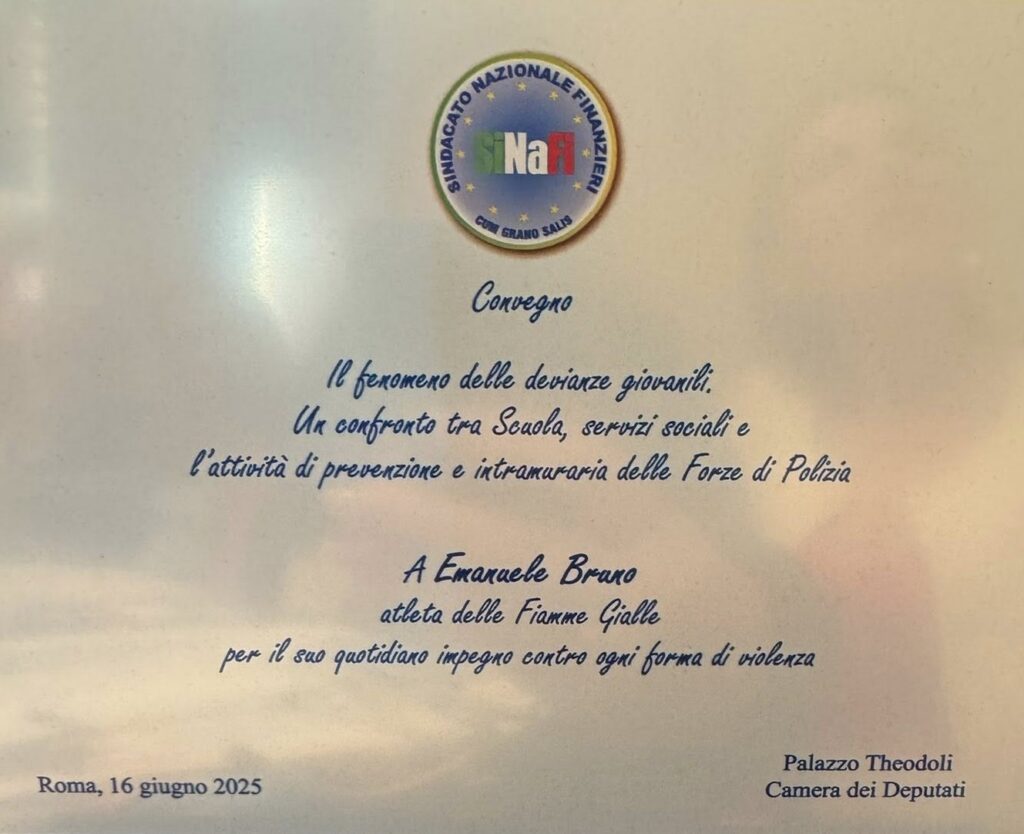 SINDACATO NAZIONALE FINANZIERI
SiNaFi
CUM GRANO SALIS
Convegno
Il fenomeno delle devianze giovanili.
Un confronto tra Scuola, servizi sociali e
l'attività di prevenzione e intramuraria delle Forze di Polizia
A Emanuele Bruno
atleta delle Fiamme Gialle
per il suo quotidiano impegno contro ogni forma di violenza
Roma, 16 giugno 2025
Palazzo Theodoli
Camera dei Deputati